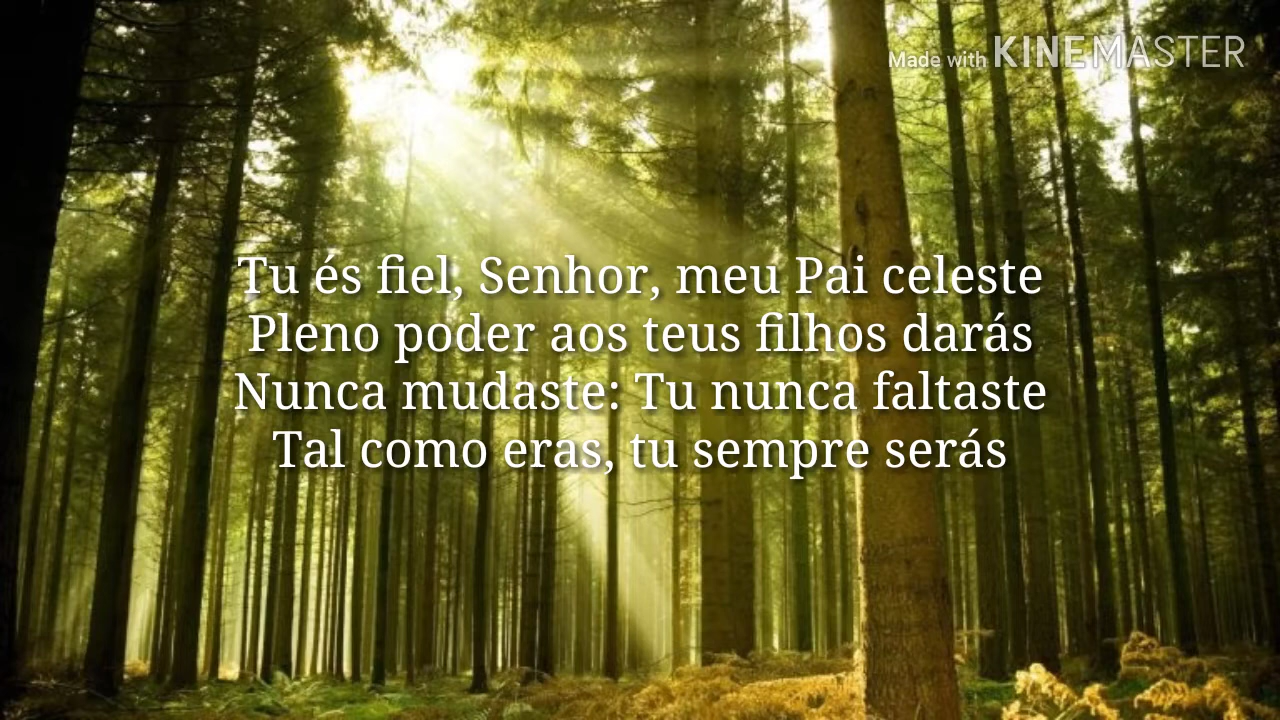 Made with KINEMASTER
Tu és fiel, Senhor, meu Pai celeste
Pleno poder aos teus filhos darás
Nunca mudaste: Tu nunca faltaste
Tal como eras, tu sempre serás